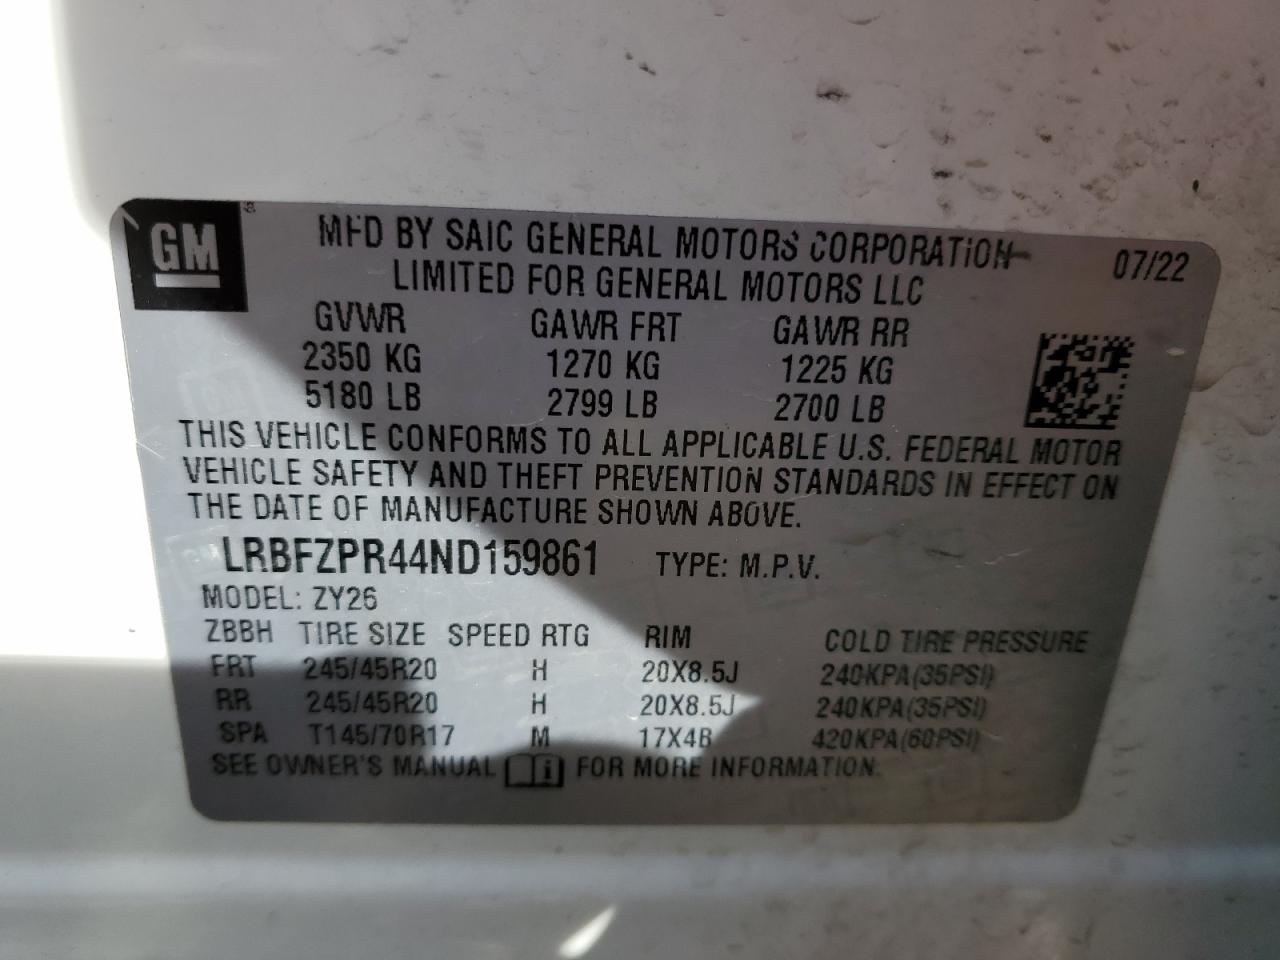 GM
MFD BY SAIC GENERAL MOTORS CORPORATION
LIMITED FOR GENERAL MOTORS LLC
07/22
GVWR GAWR FRT GAWR RR
2350 KG 1270 KG 1225 KG
5180 LB 2799 LB 2700 LB
THIS VEHICLE CONFORMS TO ALL APPLICABLE U.S. FEDERAL MOTOR
VEHICLE SAFETY AND THEFT PREVENTION STANDARDS IN EFFECT ON
THE DATE OF MANUFACTURE SHOWN ABOVE.
LRBFZPR44ND159861 TYPE: M.P.V.
MODEL: ZY26
ZBBH TIRE SIZE SPEED RTG RIM COLD TIRE PRESSURE
FRT 245/45R20 H 20X8.5J 240KPA(35PSI)
RR 245/45R20 H 20X8.5J 240KPA(35PSI)
SPA T145/70R17 M 17X4B 420KPA(60PSI)
SEE OWNER'S MANUAL i FOR MORE INFORMATION.